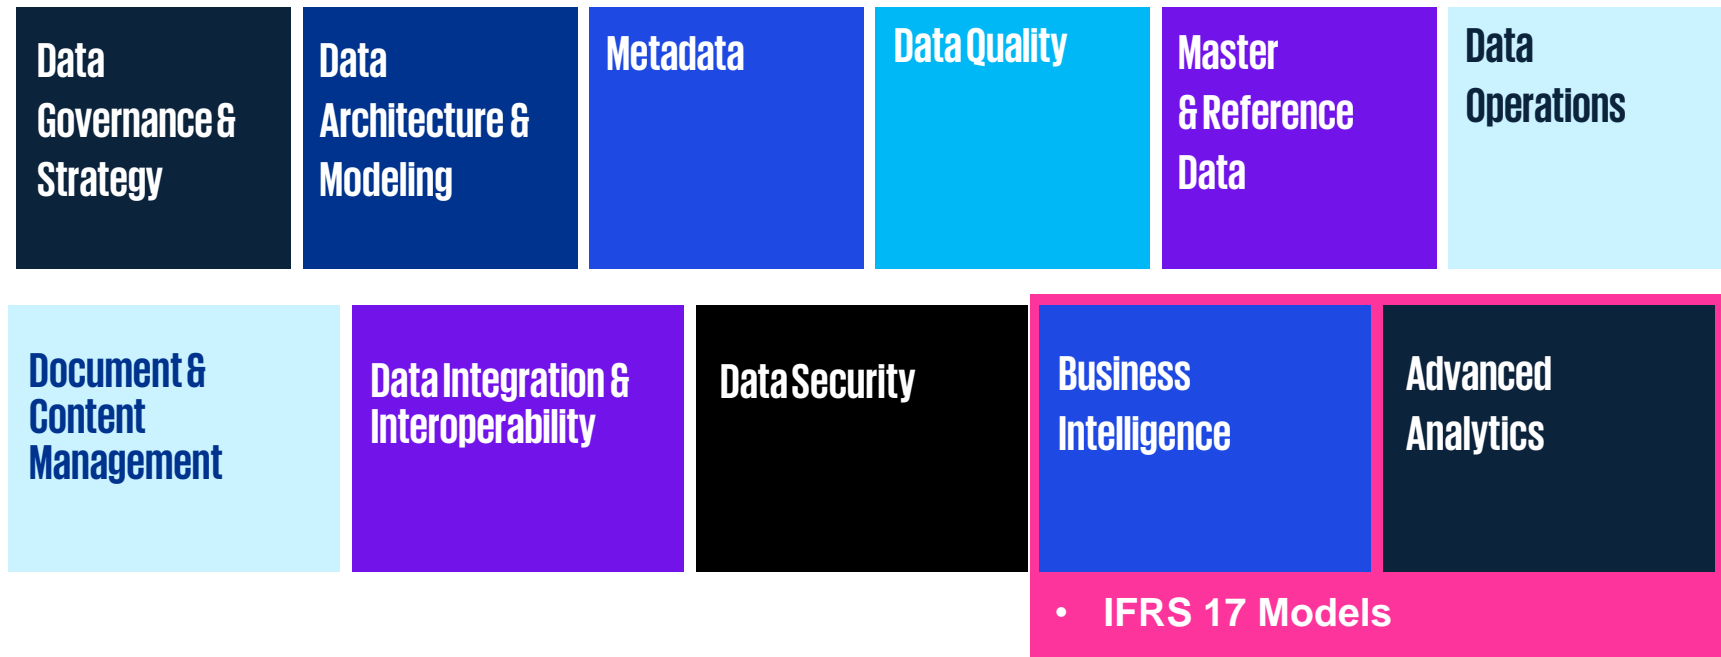 Data
Governance &
Strategy
Data
Architecture &
Modeling
Metadata
Data Quality
Master
& Reference
Data
Data
Operations
Document &
Content
Management
Data Integration &
Interoperability
Data Security
Business
Intelligence
Advanced
Analytics
• IFRS 17 Models